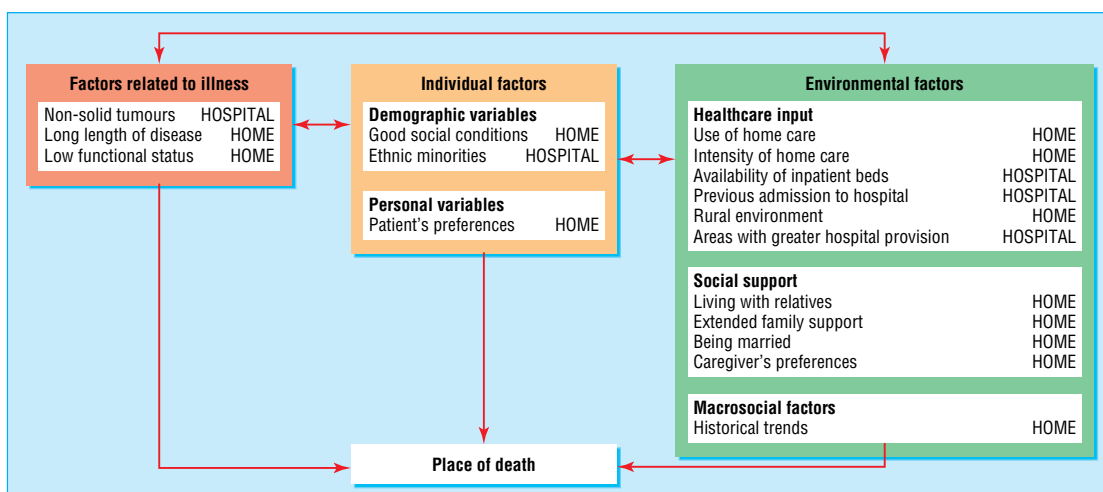 Factors related to illness
Non-solid tumours HOSPITAL
Long length of disease HOME
Low functional status HOME
Individual factors
Demographic variables
Good social conditions HOME
Ethnic minorities HOSPITAL
Personal variables
Patient's preferences HOME
Environmental factors
Healthcare input
Use of home care HOME
Intensity of home care HOME
Availability of inpatient beds HOSPITAL
Previous admission to hospital HOSPITAL
Rural environment HOME
Areas with greater hospital provision HOSPITAL
Social support
Living with relatives HOME
Extended family support HOME
Being married HOME
Caregiver's preferences HOME
Macrosocial factors
Historical trends HOME
Place of death